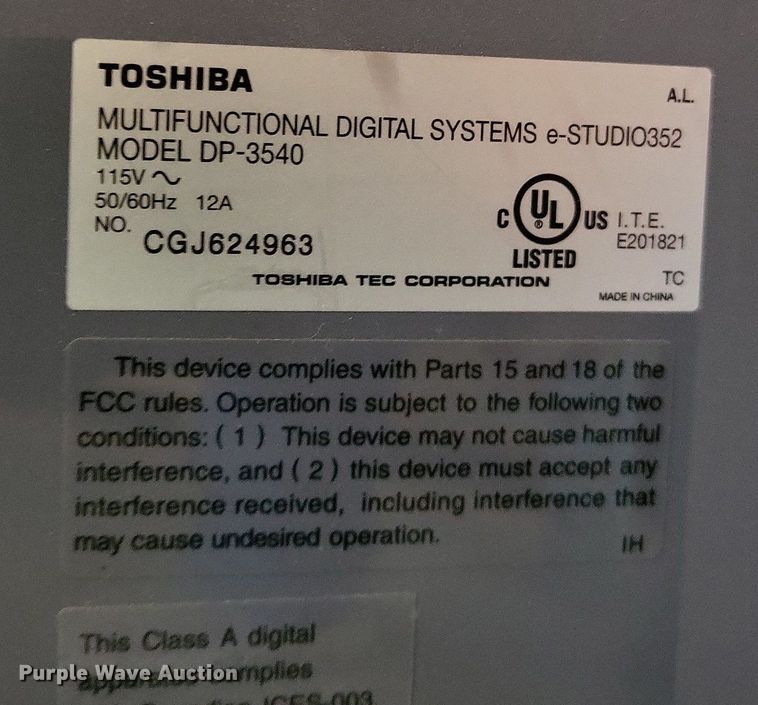 TOSHIBA
A.L.
MULTIFUNCTIONAL DIGITAL SYSTEMS e-STUDIO352
MODEL DP-3540
115V ~
50/60Hz 12A
NO. CGJ624963
C UL ® US I.T.E.
LISTED E201821
TOSHIBA TEC CORPORATION TC
MADE IN CHINA
This device complies with Parts 15 and 18 of the
FCC rules. Operation is subject to the following two
conditions: ( 1 ) This device may not cause harmful
interference, and ( 2 ) this device must accept any
interference received, including interference that
may cause undesired operation.
IH
This Class A digital
Purple Wave Auction
apparatus complies
ICES-003